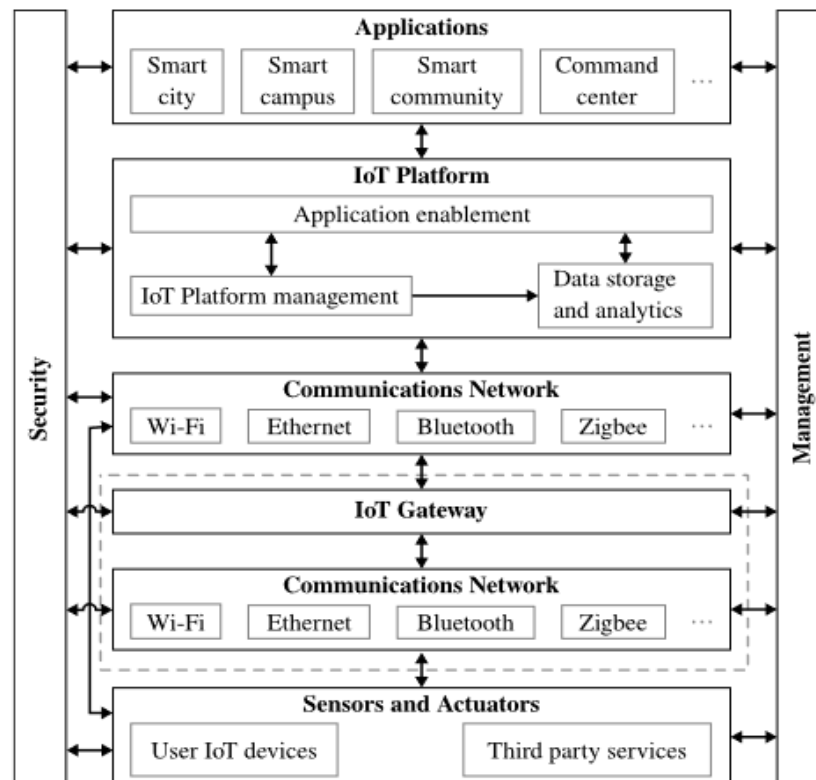 Applications
Smart
city
Smart
campus
Smart
community
Command
center
...
IoT Platform
Application enablement
IoT Platform management
Data storage
and analytics
Communications Network
Wi-Fi
Ethernet
Bluetooth
Zigbee
...
IoT Gateway
Communications Network
Wi-Fi
Ethernet
Bluetooth
Zigbee
...
Sensors and Actuators
User IoT devices
Third party services
Security
Management